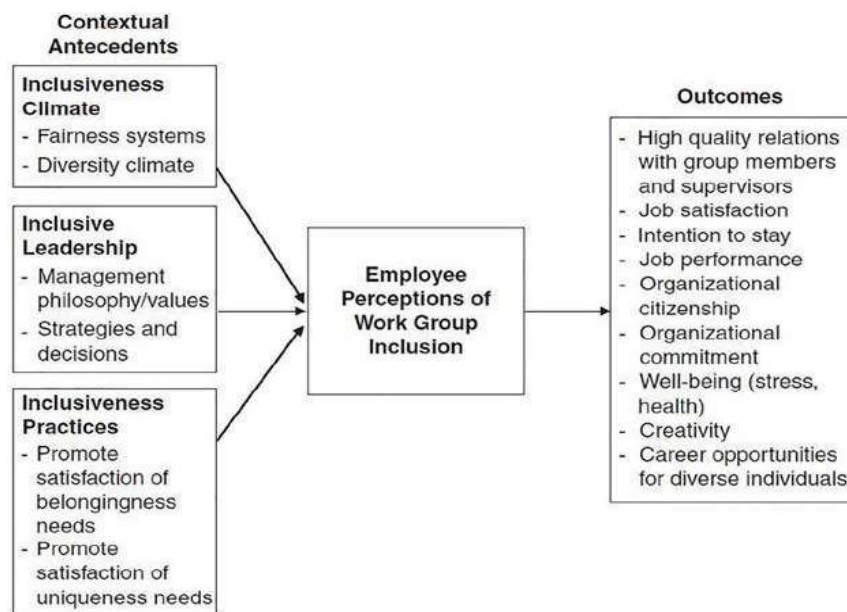 Contextual
Antecedents
Inclusiveness
Climate
- Fairness systems
- Diversity climate
Inclusive
Leadership
- Management
philosophy/values
- Strategies and
decisions
Inclusiveness
Practices
- Promote
satisfaction of
belongingness
needs
- Promote
satisfaction of
uniqueness needs
Employee
Perceptions of
Work Group
Inclusion
Outcomes
- High quality relations
with group members
and supervisors
- Job satisfaction
- Intention to stay
- Job performance
- Organizational
citizenship
- Organizational
commitment
- Well-being (stress,
health)
- Creativity
- Career opportunities
for diverse individuals